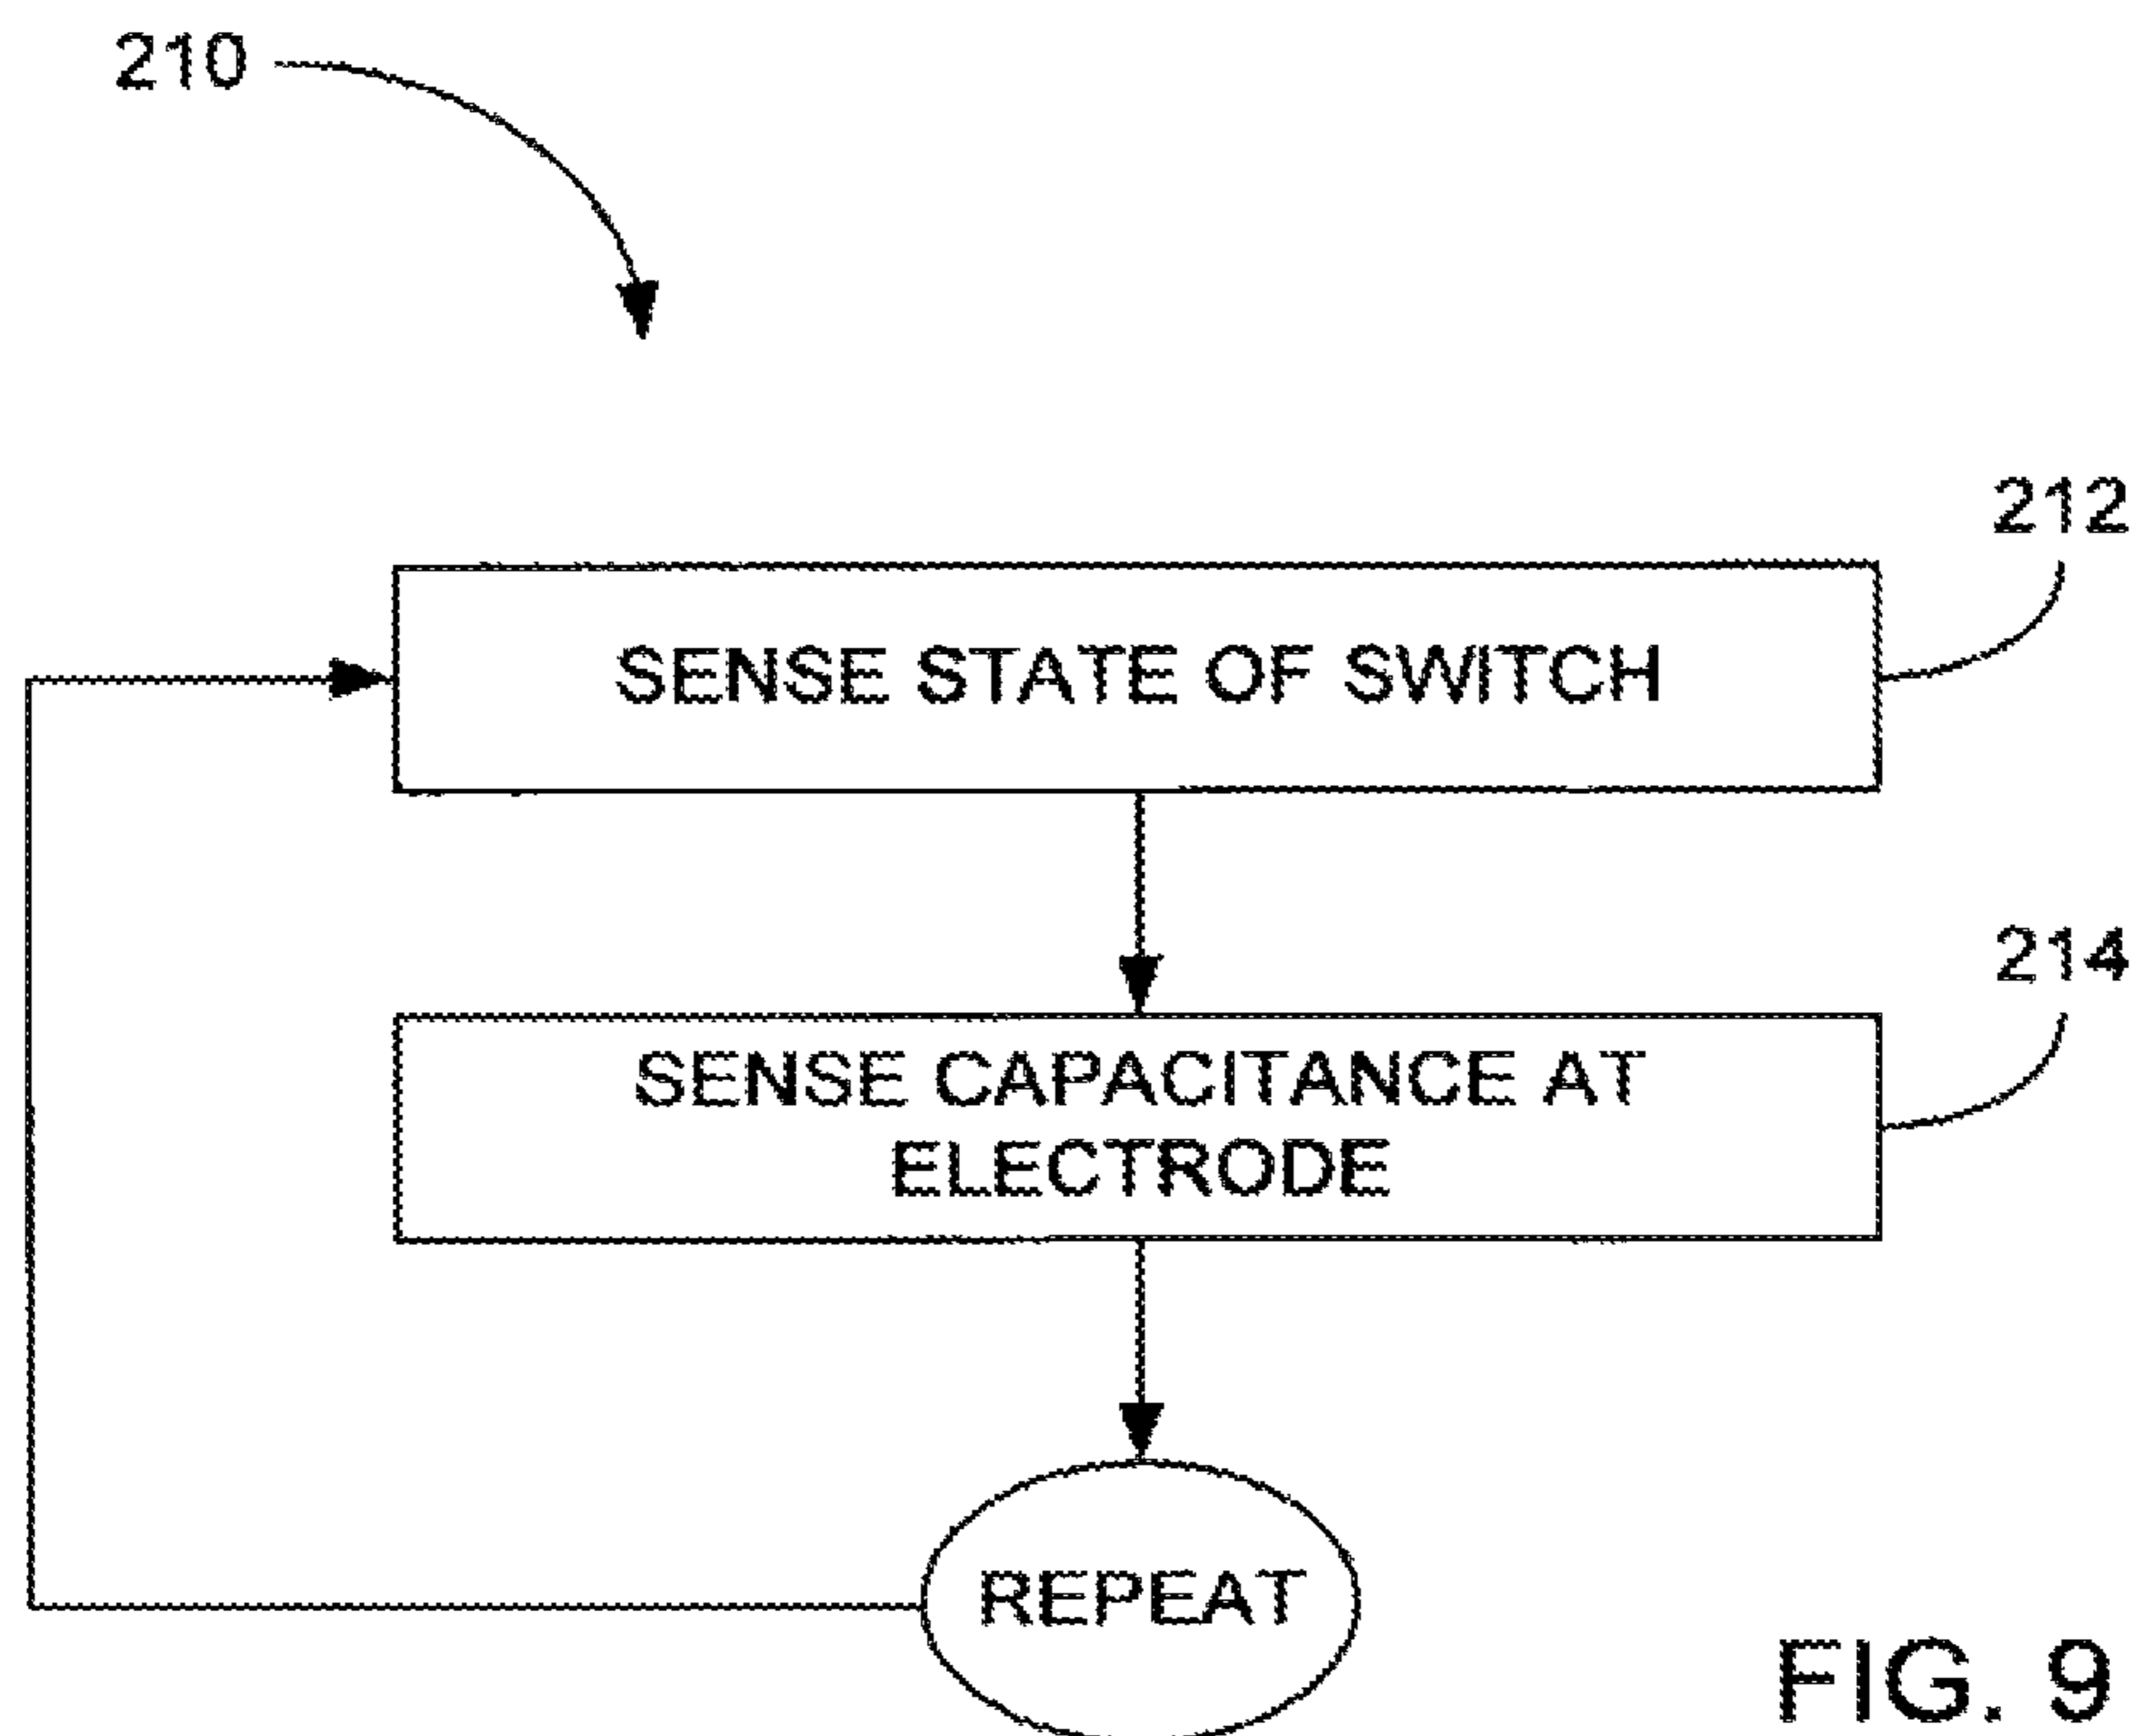 210
212
SENSE STATE OF SWITCH
214
SENSE CAPACITANCE AT
ELECTRODE
REPEAT
FIG. 9